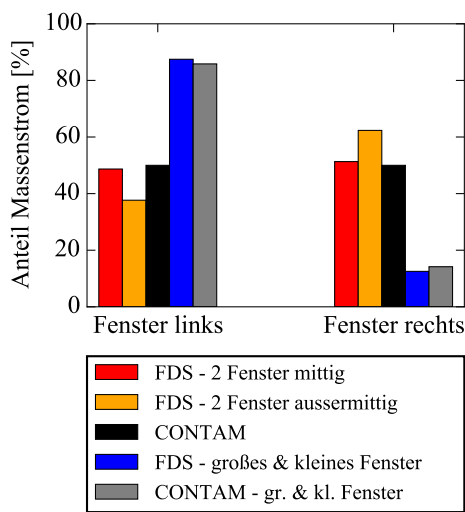 Anteil Massenstrom [%]
100
80
60
40
20
0
Fenster links
Fenster rechts
FDS - 2 Fenster mittig
FDS - 2 Fenster aussermittig
CONTAM
FDS - großes & kleines Fenster
CONTAM - gr. & kl. Fenster